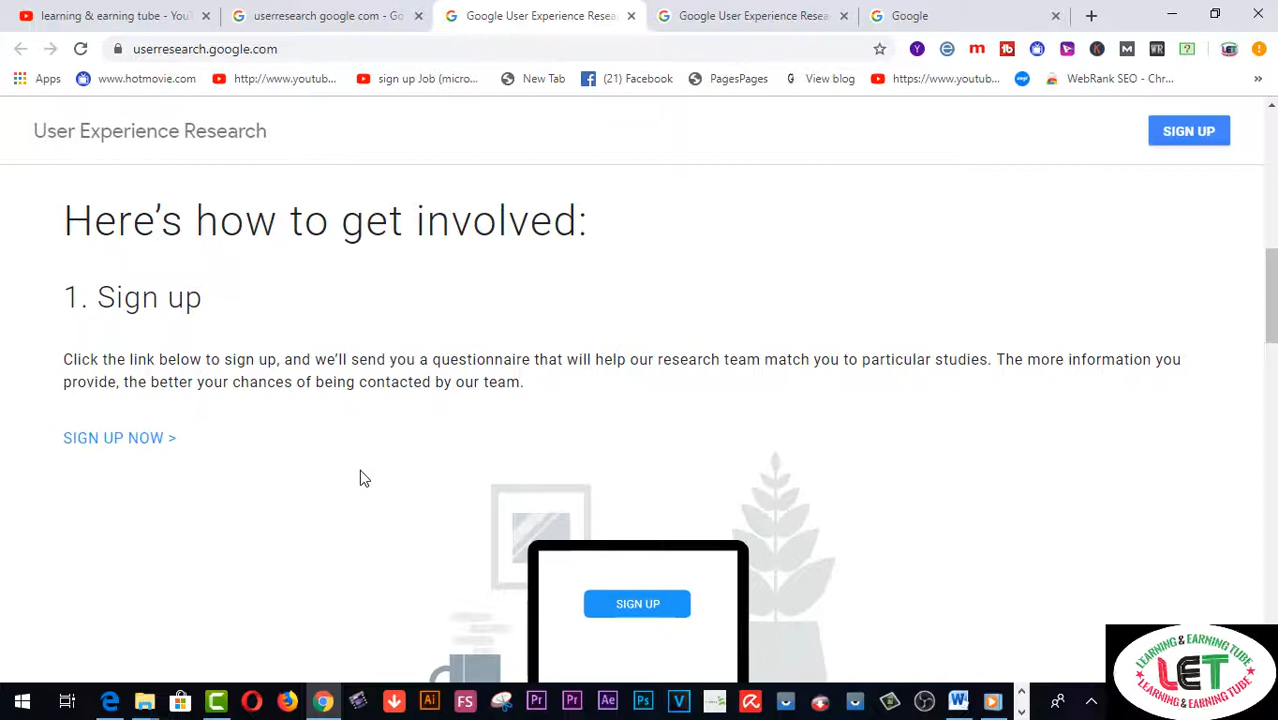 learning & earning tube - YouT
userresearch google com - Go
Google User Experience Resea
Google User Experience Resea
Google
userresearch.google.com
Apps
www.hotmovie.com
http://www.youtub...
sign up Job (micro...
New Tab
(21) Facebook
PagesPages
View blog
https://www.youtub...
WebRank SEO - Chr...
User Experience Research
SIGN UP
Here's how to get involved:
1. Sign up
Click the link below to sign up, and we'll send you a questionnaire that will help our research team match you to particular studies. The more information you
provide, the better your chances of being contacted by our team.
SIGN UP NOW >
SIGN UP
LEARNING & EARNING TUBE
LET
LEARNING & EARNING TUBE